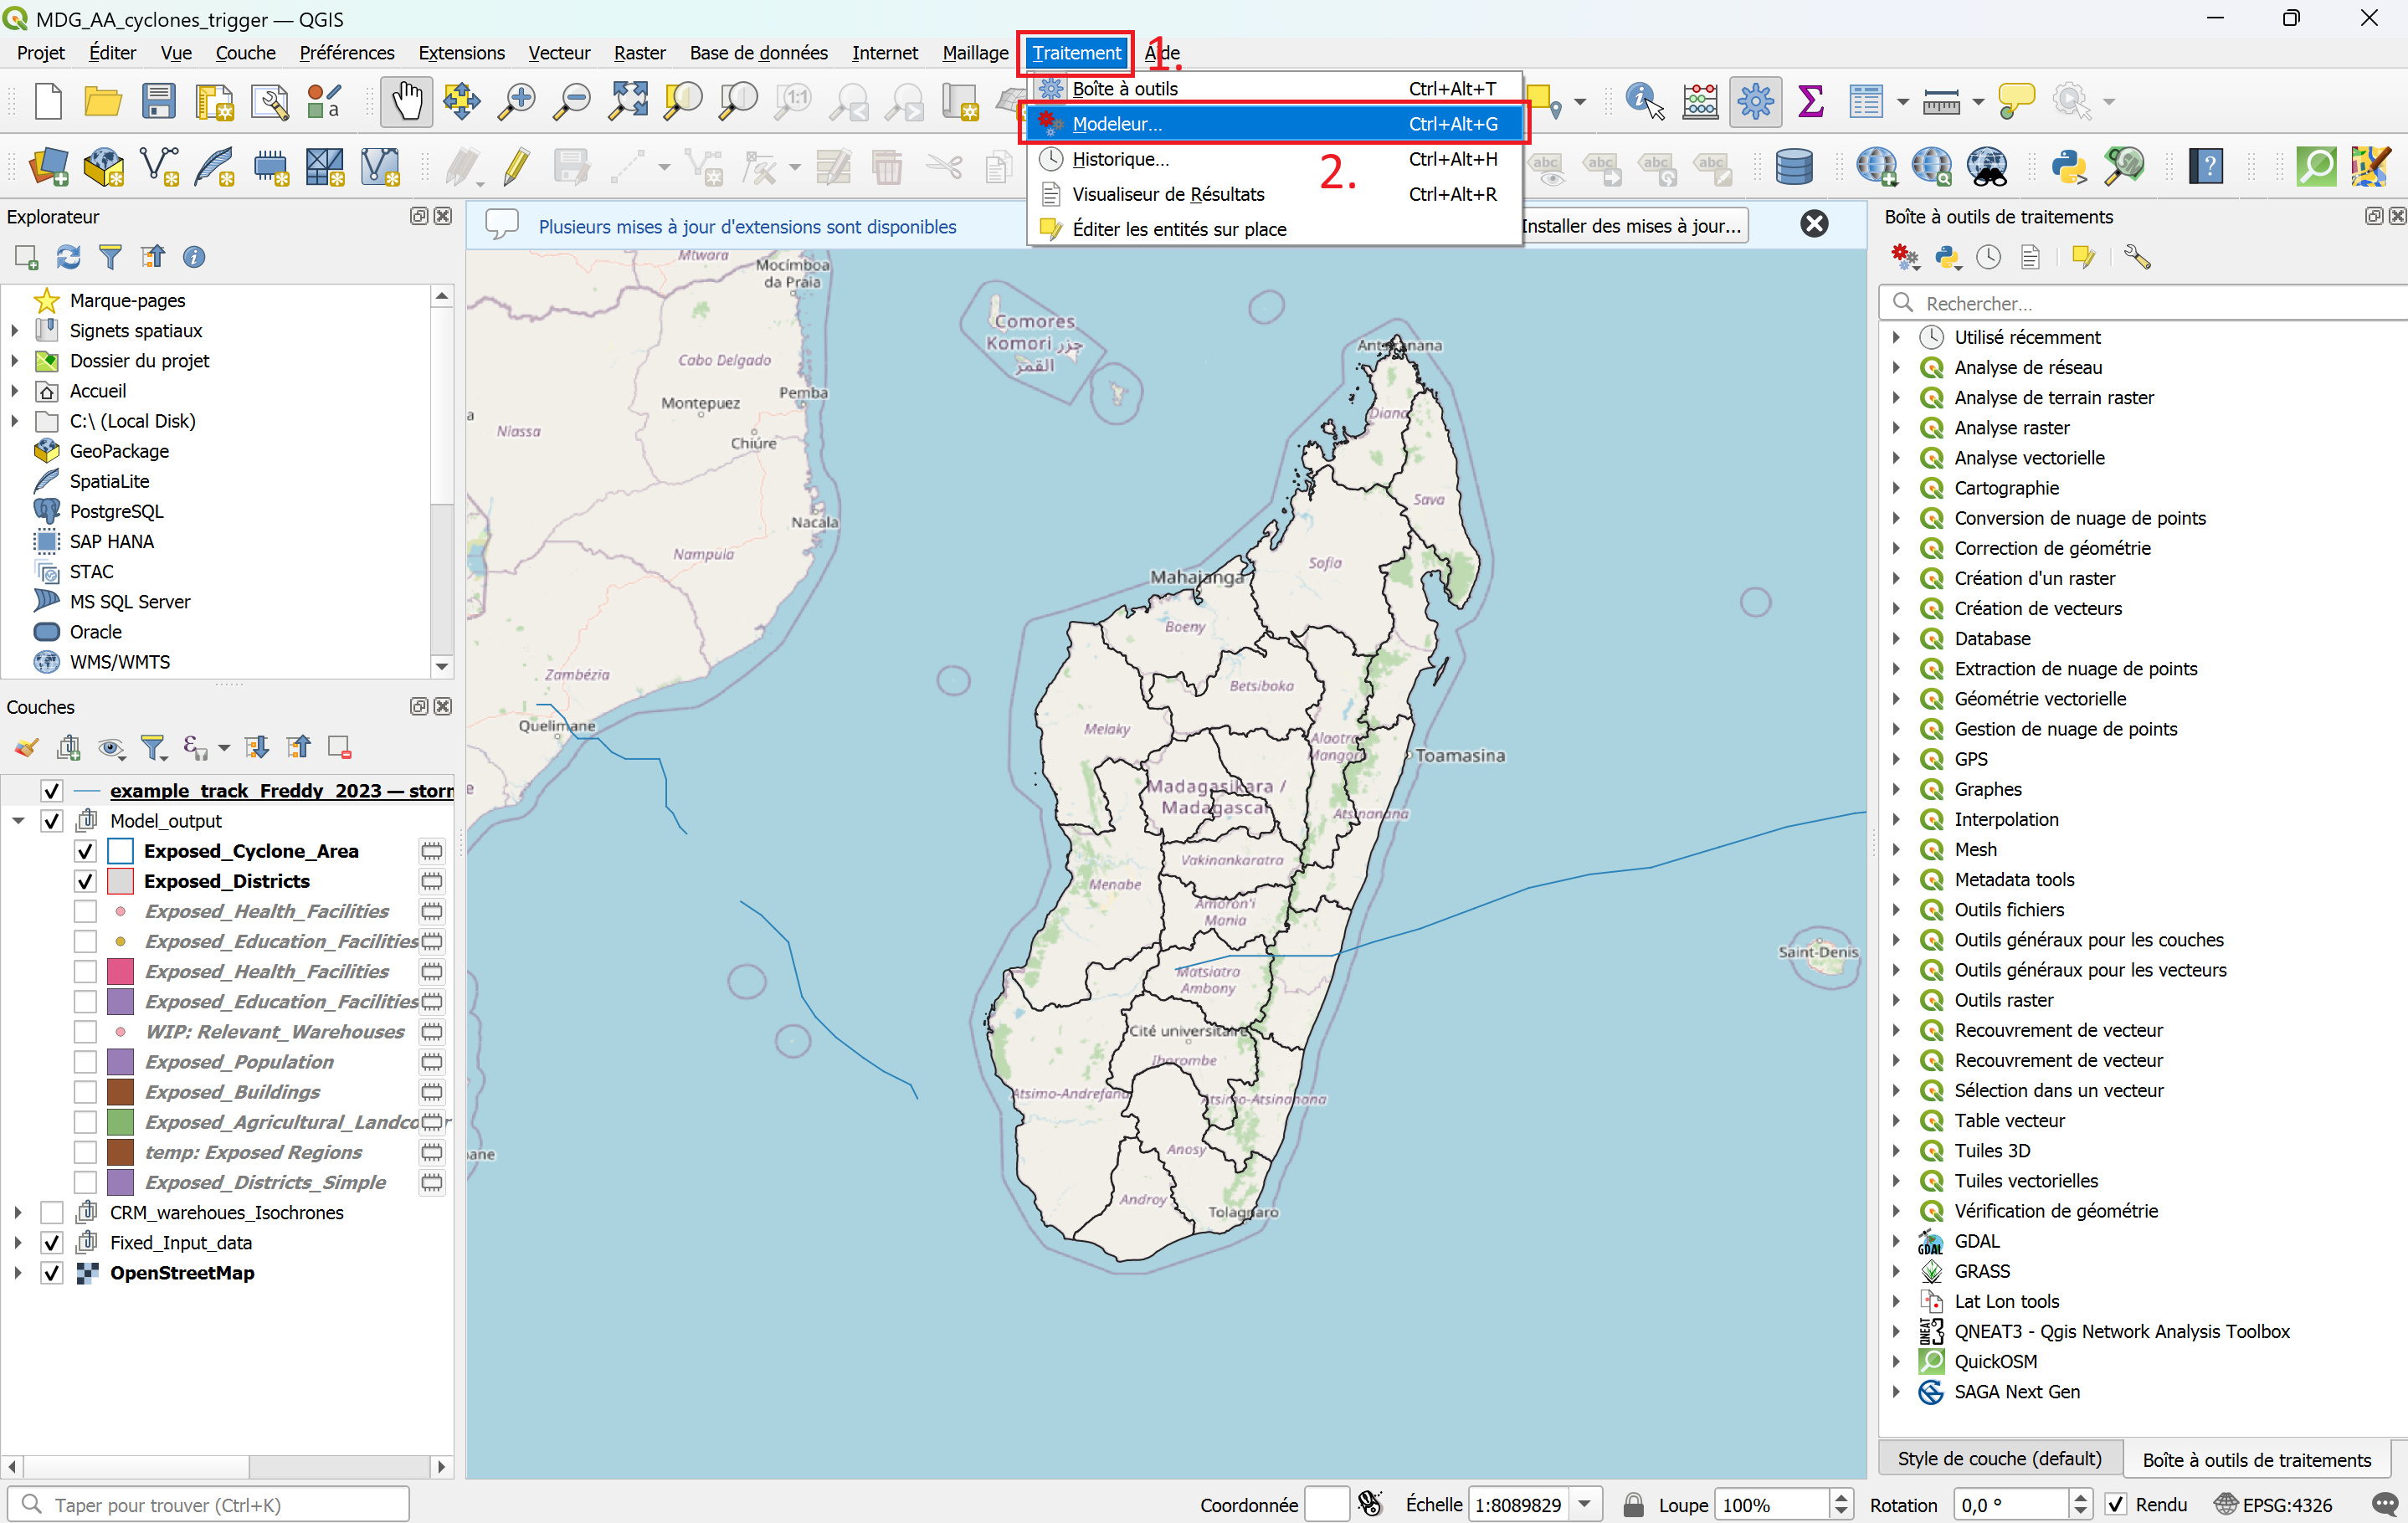 MDG_AA_cyclones_trigger — QGIS
Projet Éditer Vue Couche Préférences Extensions Vecteur Raster Base de données Internet Maillage Traitement 1.
Boîte à outils Ctrl+Alt+T
Modeleur... Ctrl+Alt+G
Historique... Ctrl+Alt+H
2.
Visualiseur de Résultats Ctrl+Alt+R
Éditer les entités sur place
Explorateur
Marque-pages
Signets spatiaux
Dossier du projet
Accueil
C:\ (Local Disk)
GeoPackage
SpatiaLite
PostgreSQL
SAP HANA
STAC
MS SQL Server
Oracle
WMS/WMTS
Couches
example_track_Freddy_2023 — storm
Model_output
Exposed_Cyclone_Area
Exposed_Districts
Exposed_Health_Facilities
Exposed_Education_Facilities
Exposed_Health_Facilities
Exposed_Education_Facilities
WIP: Relevant_Warehouses
Exposed_Population
Exposed_Buildings
Exposed_Agricultural_Landco
temp: Exposed Regions
Exposed_Districts_Simple
CRM_warehoues_Isochrones
Fixed_Input_data
OpenStreetMap
Plusieurs mises à jour d'extensions sont disponibles
Installer des mises à jour...
Mtwara
Mocímboa
da Praia
Comores
Komori جزر
القمر
Cabo Delgado
Pemba
Montepuez
Niassa
Chiúre
Nacala
Nampula
Zambézia
Quelimane
Diana
Sava
Sofia
Mahajanga
Boeny
Betsiboka
Melaky
Alaotra
Mangoro
Toamasina
Madagasikara /
Madagascar
Atsinanana
Vakinankaratra
Menabe
Amoron'i
Mania
Matsiatra
Ambony
Saint-Denis
Cité universitaire
Ihorombe
Atsimo-Andrefana
Atsimo-Atsinanana
Anosy
Androy
Tolagnaro
Boîte à outils de traitements
Rechercher...
Utilisé récemment
Analyse de réseau
Analyse de terrain raster
Analyse raster
Analyse vectorielle
Cartographie
Conversion de nuage de points
Correction de géométrie
Création d'un raster
Création de vecteurs
Database
Extraction de nuage de points
Géométrie vectorielle
Gestion de nuage de points
GPS
Graphes
Interpolation
Mesh
Metadata tools
Outils fichiers
Outils généraux pour les couches
Outils généraux pour les vecteurs
Outils raster
Recouvrement de vecteur
Recouvrement de vecteur
Sélection dans un vecteur
Table vecteur
Tuiles 3D
Tuiles vectorielles
Vérification de géométrie
GDAL
GRASS
Lat Lon tools
QNEAT3 - Qgis Network Analysis Toolbox
QuickOSM
SAGA Next Gen
Style de couche (default) Boîte à outils de traitements
Taper pour trouver (Ctrl+K) Coordonnée Échelle 1:8089829 Loupe 100% Rotation 0,0 ° Rendu EPSG:4326